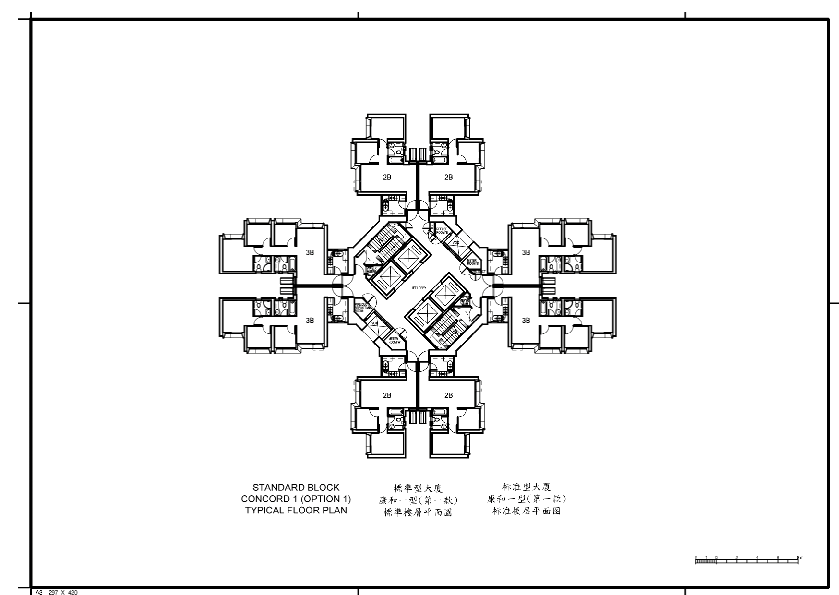 2B
2B
3B
3B
3B
3B
2B
2B
STANDARD BLOCK
CONCORD 1 (OPTION 1)
TYPICAL FLOOR PLAN
標準型大廈
康和一型(第一款)
標準樓層平面圖
标准型大厦
康和一型(第一款)
标准楼层平面图
A3 297 X 420